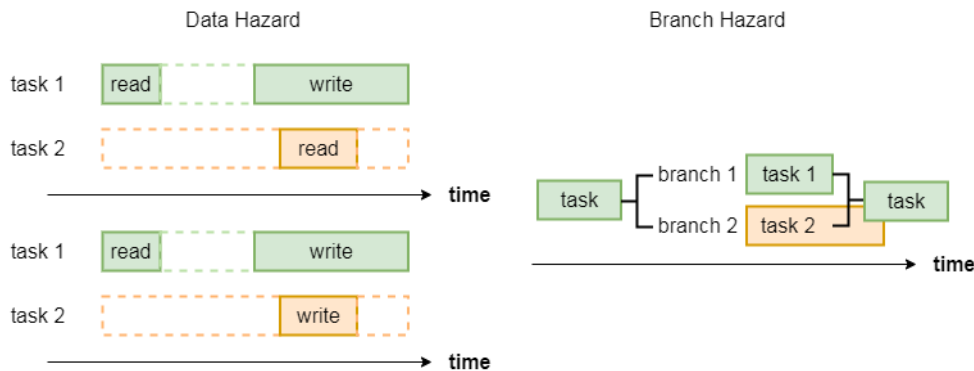 Data Hazard
task 1
read
write
task 2
read
time
task 1
read
write
task 2
write
time
Branch Hazard
task
branch 1
task 1
branch 2
task 2
task
time